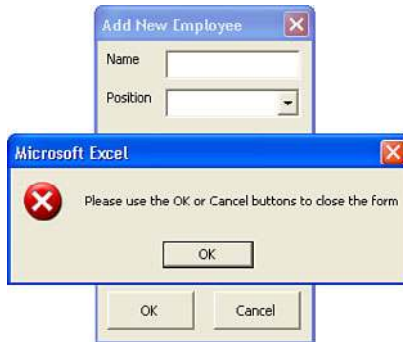 Add New Employee
Name
Position
Microsoft Excel
Please use the OK or Cancel buttons to close the form
OK
OK Cancel